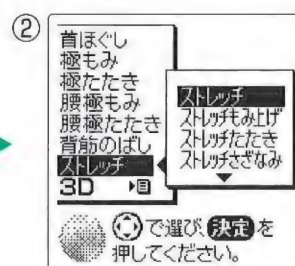 ②
首ほぐし
極もみ
極たたき
腰極もみ
腰極たたき
背筋のばし
ストレッチ
3D
ストレッチ
ストレッチもみ上げ
ストレッチたたき
ストレッチさざなみ
で選び、決定を
押してください。